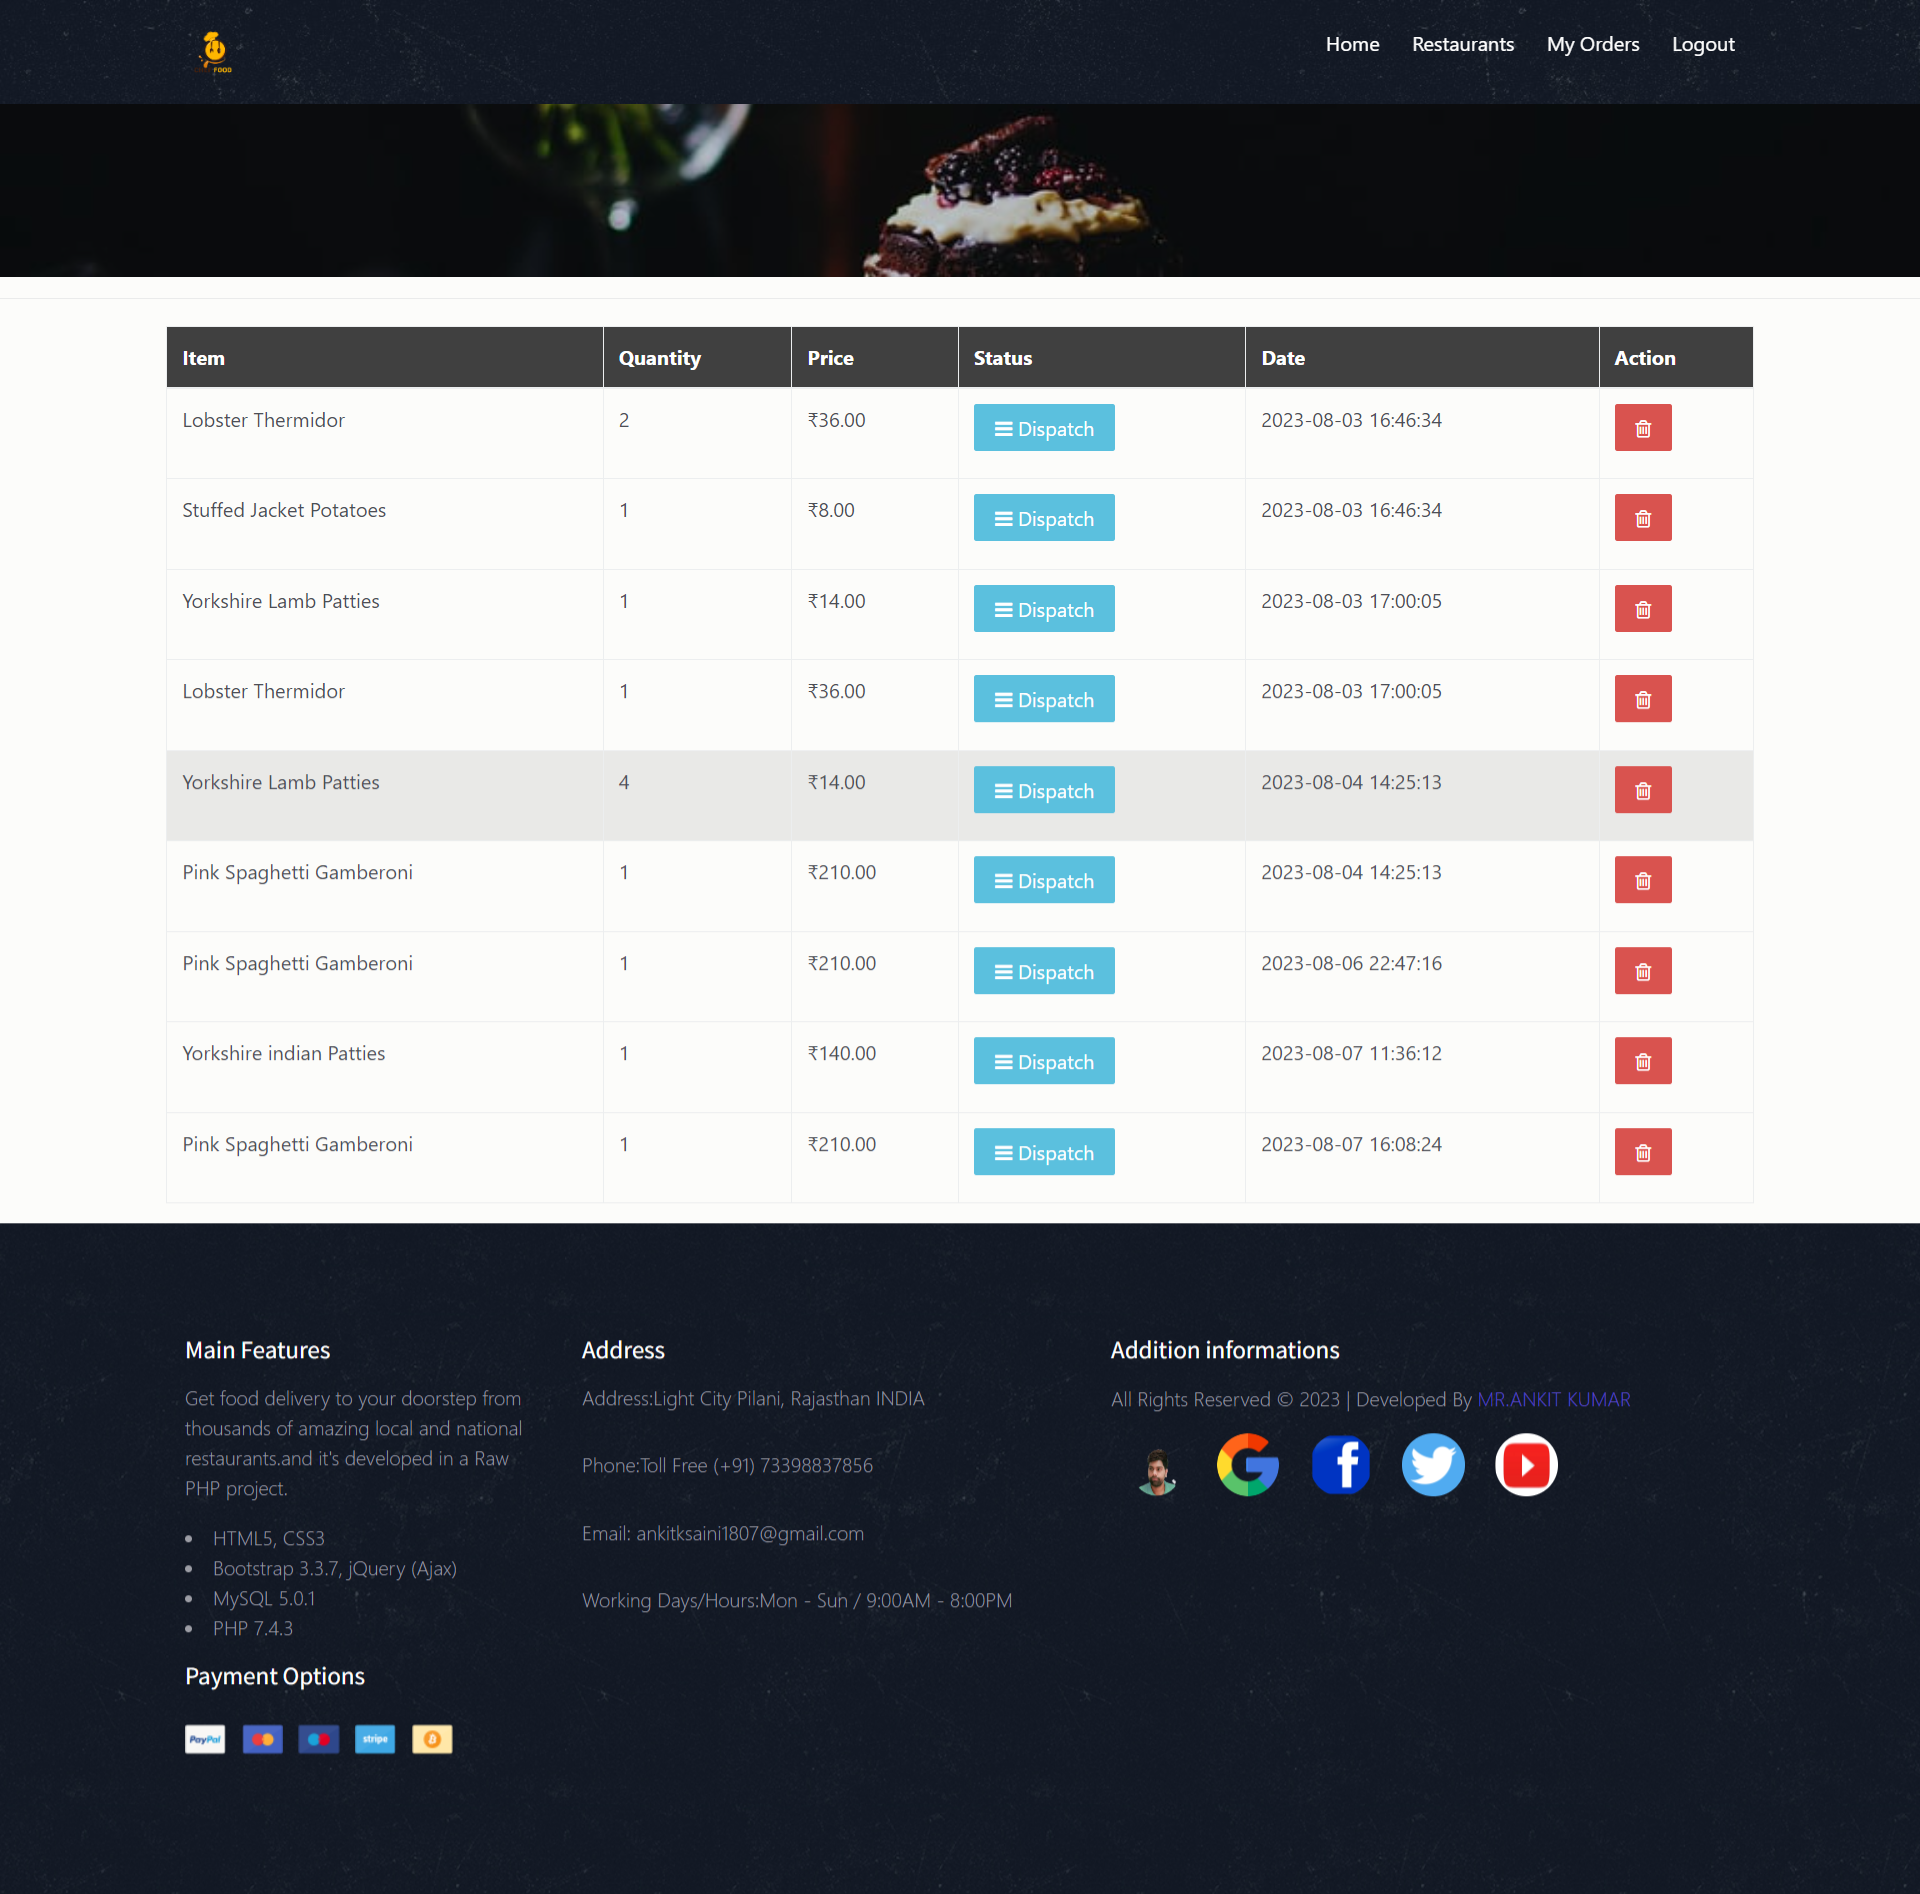 FOOD
Home Restaurants My Orders Logout
Item Quantity Price Status Date Action
Lobster Thermidor 2 ₹36.00 Dispatch 2023-08-03 16:46:34
Stuffed Jacket Potatoes 1 ₹8.00 Dispatch 2023-08-03 16:46:34
Yorkshire Lamb Patties 1 ₹14.00 Dispatch 2023-08-03 17:00:05
Lobster Thermidor 1 ₹36.00 Dispatch 2023-08-03 17:00:05
Yorkshire Lamb Patties 4 ₹14.00 Dispatch 2023-08-04 14:25:13
Pink Spaghetti Gamberoni 1 ₹210.00 Dispatch 2023-08-04 14:25:13
Pink Spaghetti Gamberoni 1 ₹210.00 Dispatch 2023-08-06 22:47:16
Yorkshire indian Patties 1 ₹140.00 Dispatch 2023-08-07 11:36:12
Pink Spaghetti Gamberoni 1 ₹210.00 Dispatch 2023-08-07 16:08:24
Main Features
Get food delivery to your doorstep from
thousands of amazing local and national
restaurants.and it's developed in a Raw
PHP project.
HTML5, CSS3
Bootstrap 3.3.7, jQuery (Ajax)
MySQL 5.0.1
PHP 7.4.3
Payment Options
PayPal
stripe
Address
Address:Light City Pilani, Rajasthan INDIA
Phone:Toll Free (+91) 73398837856
Email: ankitksaini1807@gmail.com
Working Days/Hours:Mon - Sun / 9:00AM - 8:00PM
Addition informations
All Rights Reserved © 2023 | Developed By MR.ANKIT KUMAR